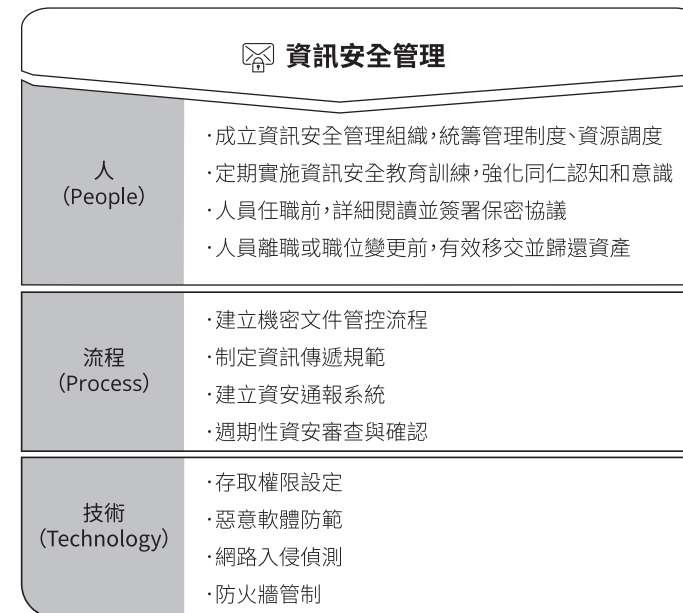 資訊安全管理
人
（People）
·成立資訊安全管理組織，統籌管理制度、資源調度
·定期實施資訊安全教育訓練，強化同仁認知和意識
·人員任職前，詳細閱讀並簽署保密協議
·人員離職或職位變更前，有效移交並歸還資產
流程
（Process）
·建立機密文件管控流程
·制定資訊傳遞規範
·建立資安通報系統
·週期性資安審查與確認
技術
（Technology）
·存取權限設定
·惡意軟體防範
·網路入侵偵測
·防火牆管制